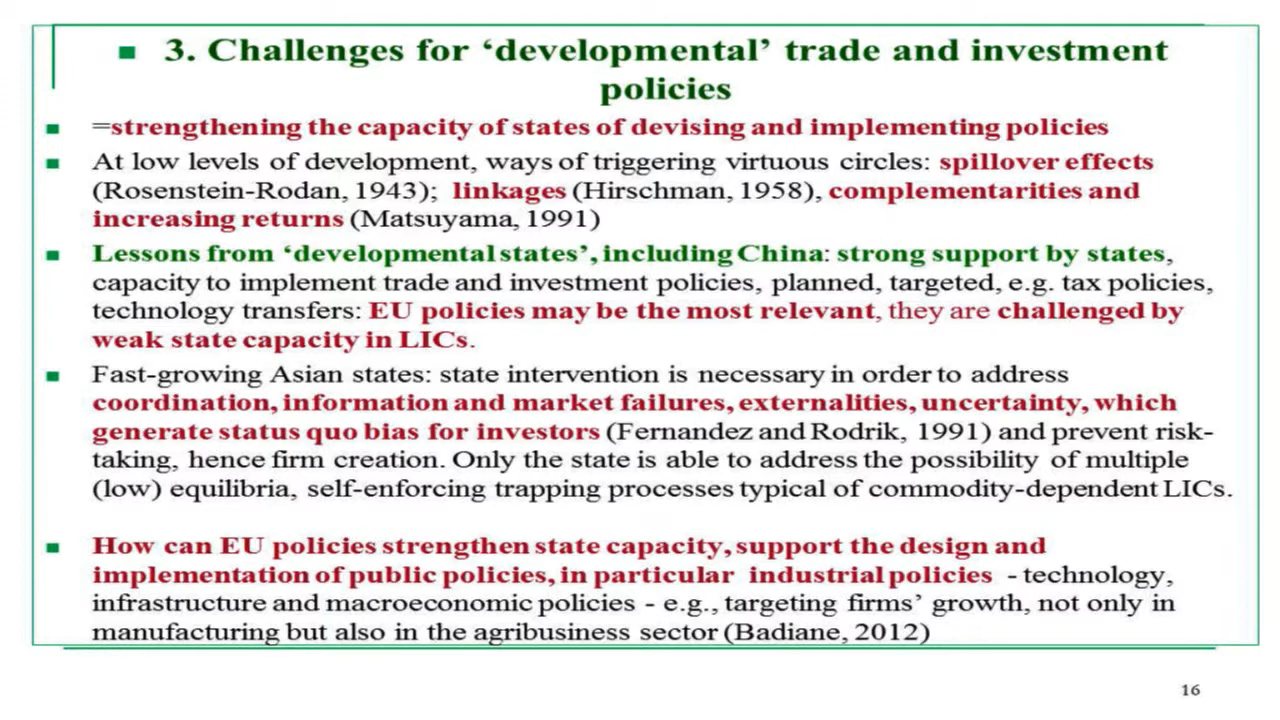 3. Challenges for ‘developmental’ trade and investment
policies
=strengthening the capacity of states of devising and implementing policies
At low levels of development, ways of triggering virtuous circles: spillover effects
(Rosenstein-Rodan, 1943); linkages (Hirschman, 1958), complementarities and
increasing returns (Matsuyama, 1991)
Lessons from ‘developmental states’, including China: strong support by states,
capacity to implement trade and investment policies, planned, targeted, e.g. tax policies,
technology transfers: EU policies may be the most relevant, they are challenged by
weak state capacity in LICs.
Fast-growing Asian states: state intervention is necessary in order to address
coordination, information and market failures, externalities, uncertainty, which
generate status quo bias for investors (Fernandez and Rodrik, 1991) and prevent risk-
taking, hence firm creation. Only the state is able to address the possibility of multiple
(low) equilibria, self-enforcing trapping processes typical of commodity-dependent LICs.
How can EU policies strengthen state capacity, support the design and
implementation of public policies, in particular industrial policies - technology,
infrastructure and macroeconomic policies - e.g., targeting firms’ growth, not only in
manufacturing but also in the agribusiness sector (Badiane, 2012)
16